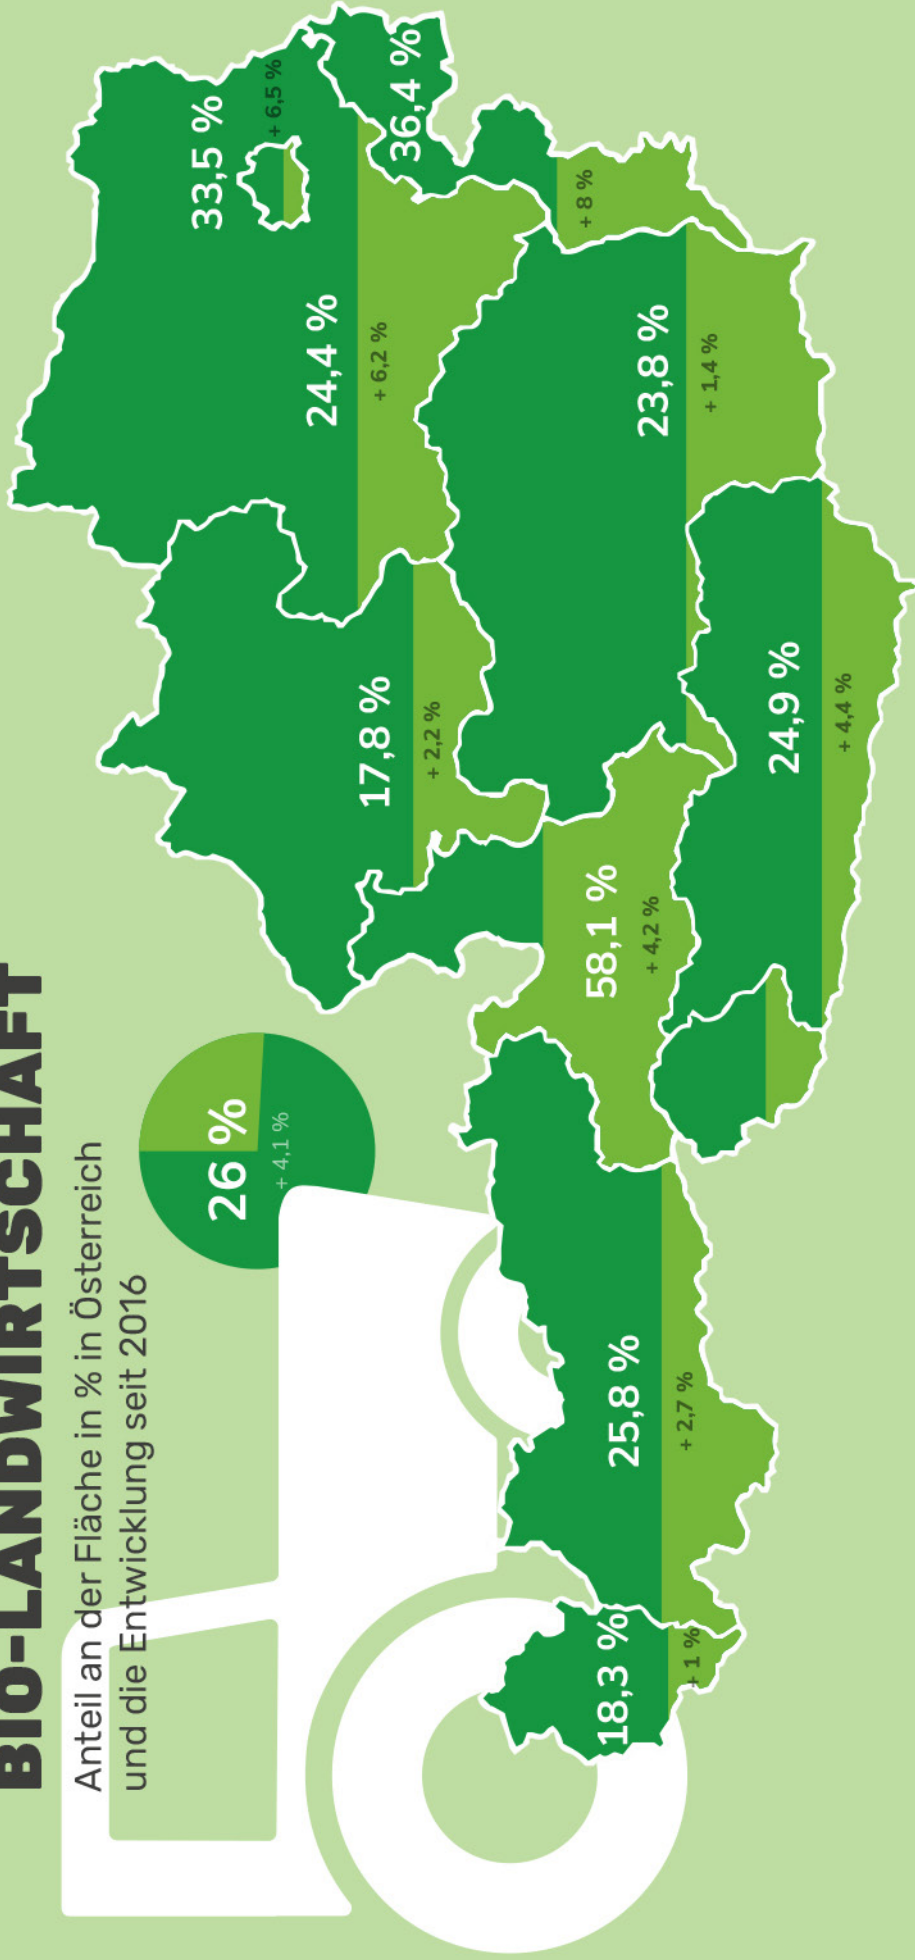 BIO-LANDWIRTSCHAFT
Anteil an der Fläche in % in Österreich
und die Entwicklung seit 2016
26 %
+ 4,1 %
33,5 %
+ 6,5 %
24,4 %
+ 6,2 %
36,4 %
+ 8 %
17,8 %
+ 2,2 %
58,1 %
+ 4,2 %
23,8 %
+ 1,4 %
24,9 %
+ 4,4 %
25,8 %
+ 2,7 %
18,3 %
+ 1 %